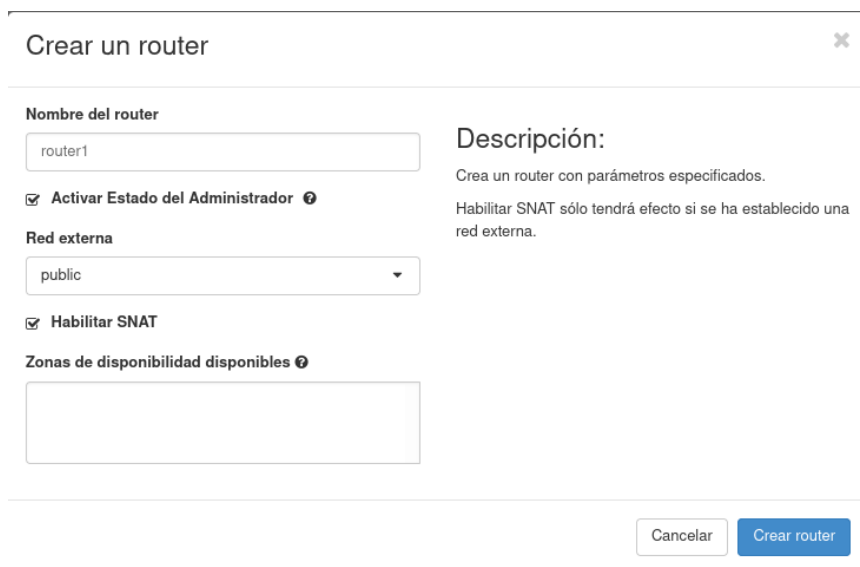 Crear un router
Nombre del router
router1
Activar Estado del Administrador
Red externa
public
Habilitar SNAT
Zonas de disponibilidad disponibles
Descripción:
Crea un router con parámetros especificados.
Habilitar SNAT sólo tendrá efecto si se ha establecido una
red externa.
Cancelar
Crear router